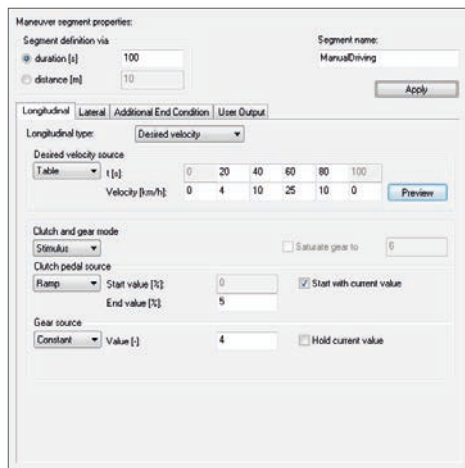 Maneuver segment properties:
Segment definition via
Segment name:
duration [s] 100 ManualDriving
distance [m] 10
Apply
Longitudinal Lateral Additional End Condition User Output
Longitudinal type: Desired velocity
Desired velocity source
Table t [s]: 0 20 40 60 80 100
Velocity [km/h]: 0 4 10 25 10 0 Preview
Clutch and gear mode
Stimulus Saturate gear to 6
Clutch pedal source
Ramp Start value [%]: 0 Start with current value
End value [%]: 5
Gear source
Constant Value [-] 4 Hold current value